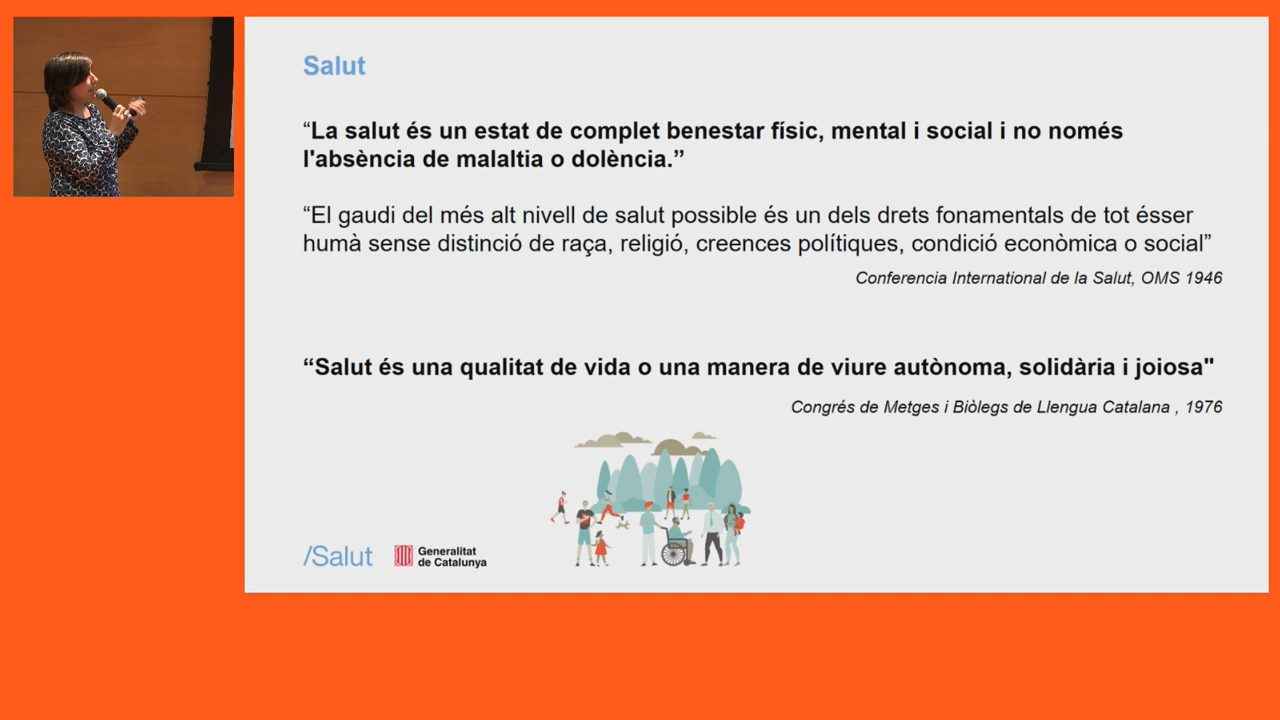 Salut
“La salut és un estat de complet benestar físic, mental i social i no només
l'absència de malaltia o dolència.”
“El gaudi del més alt nivell de salut possible és un dels drets fonamentals de tot ésser
humà sense distinció de raça, religió, creences polítiques, condició econòmica o social”
Conferencia International de la Salut, OMS 1946
“Salut és una qualitat de vida o una manera de viure autònoma, solidària i joiosa"
Congrés de Metges i Biòlegs de Llengua Catalana , 1976
/Salut
Generalitat
de Catalunya